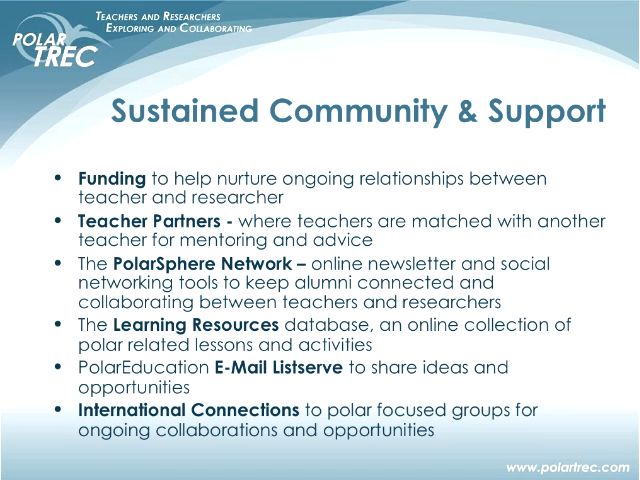 TEACHERS AND RESEARCHERS
EXPLORING AND COLLABORATING
POLAR
TREC
Sustained Community & Support
• Funding to help nurture ongoing relationships between
teacher and researcher
• Teacher Partners - where teachers are matched with another
teacher for mentoring and advice
• The PolarSphere Network – online newsletter and social
networking tools to keep alumni connected and
collaborating between teachers and researchers
• The Learning Resources database, an online collection of
polar related lessons and activities
• PolarEducation E-Mail Listserve to share ideas and
opportunities
• International Connections to polar focused groups for
ongoing collaborations and opportunities
www.polartrec.com